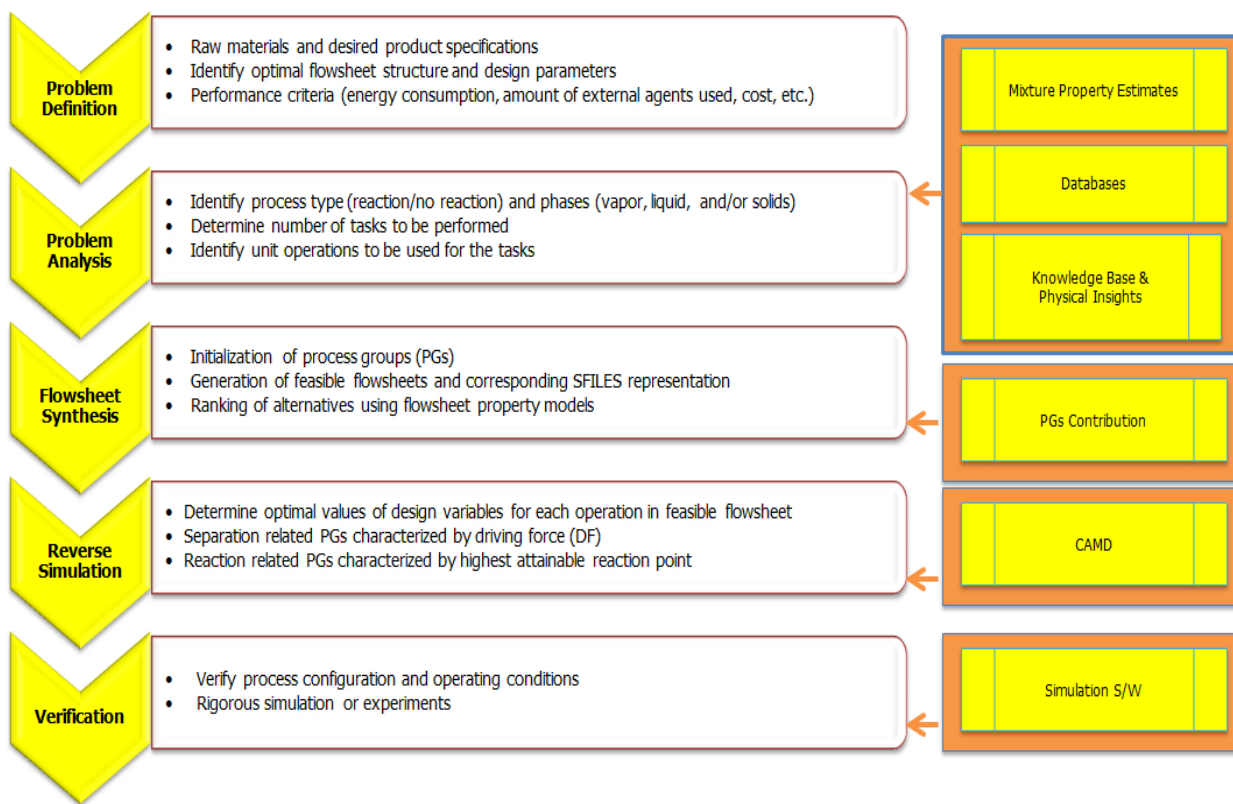 Problem
Definition
• Raw materials and desired product specifications
• Identify optimal flowsheet structure and design parameters
• Performance criteria (energy consumption, amount of external agents used, cost, etc.)
Problem
Analysis
• Identify process type (reaction/no reaction) and phases (vapor, liquid, and/or solids)
• Determine number of tasks to be performed
• Identify unit operations to be used for the tasks
Flowsheet
Synthesis
• Initialization of process groups (PGs)
• Generation of feasible flowsheets and corresponding SFILES representation
• Ranking of alternatives using flowsheet property models
Reverse
Simulation
• Determine optimal values of design variables for each operation in feasible flowsheet
• Separation related PGs characterized by driving force (DF)
• Reaction related PGs characterized by highest attainable reaction point
Verification
• Verify process configuration and operating conditions
• Rigorous simulation or experiments
Mixture Property Estimates
Databases
Knowledge Base &
Physical Insights
PGs Contribution
CAMD
Simulation S/W